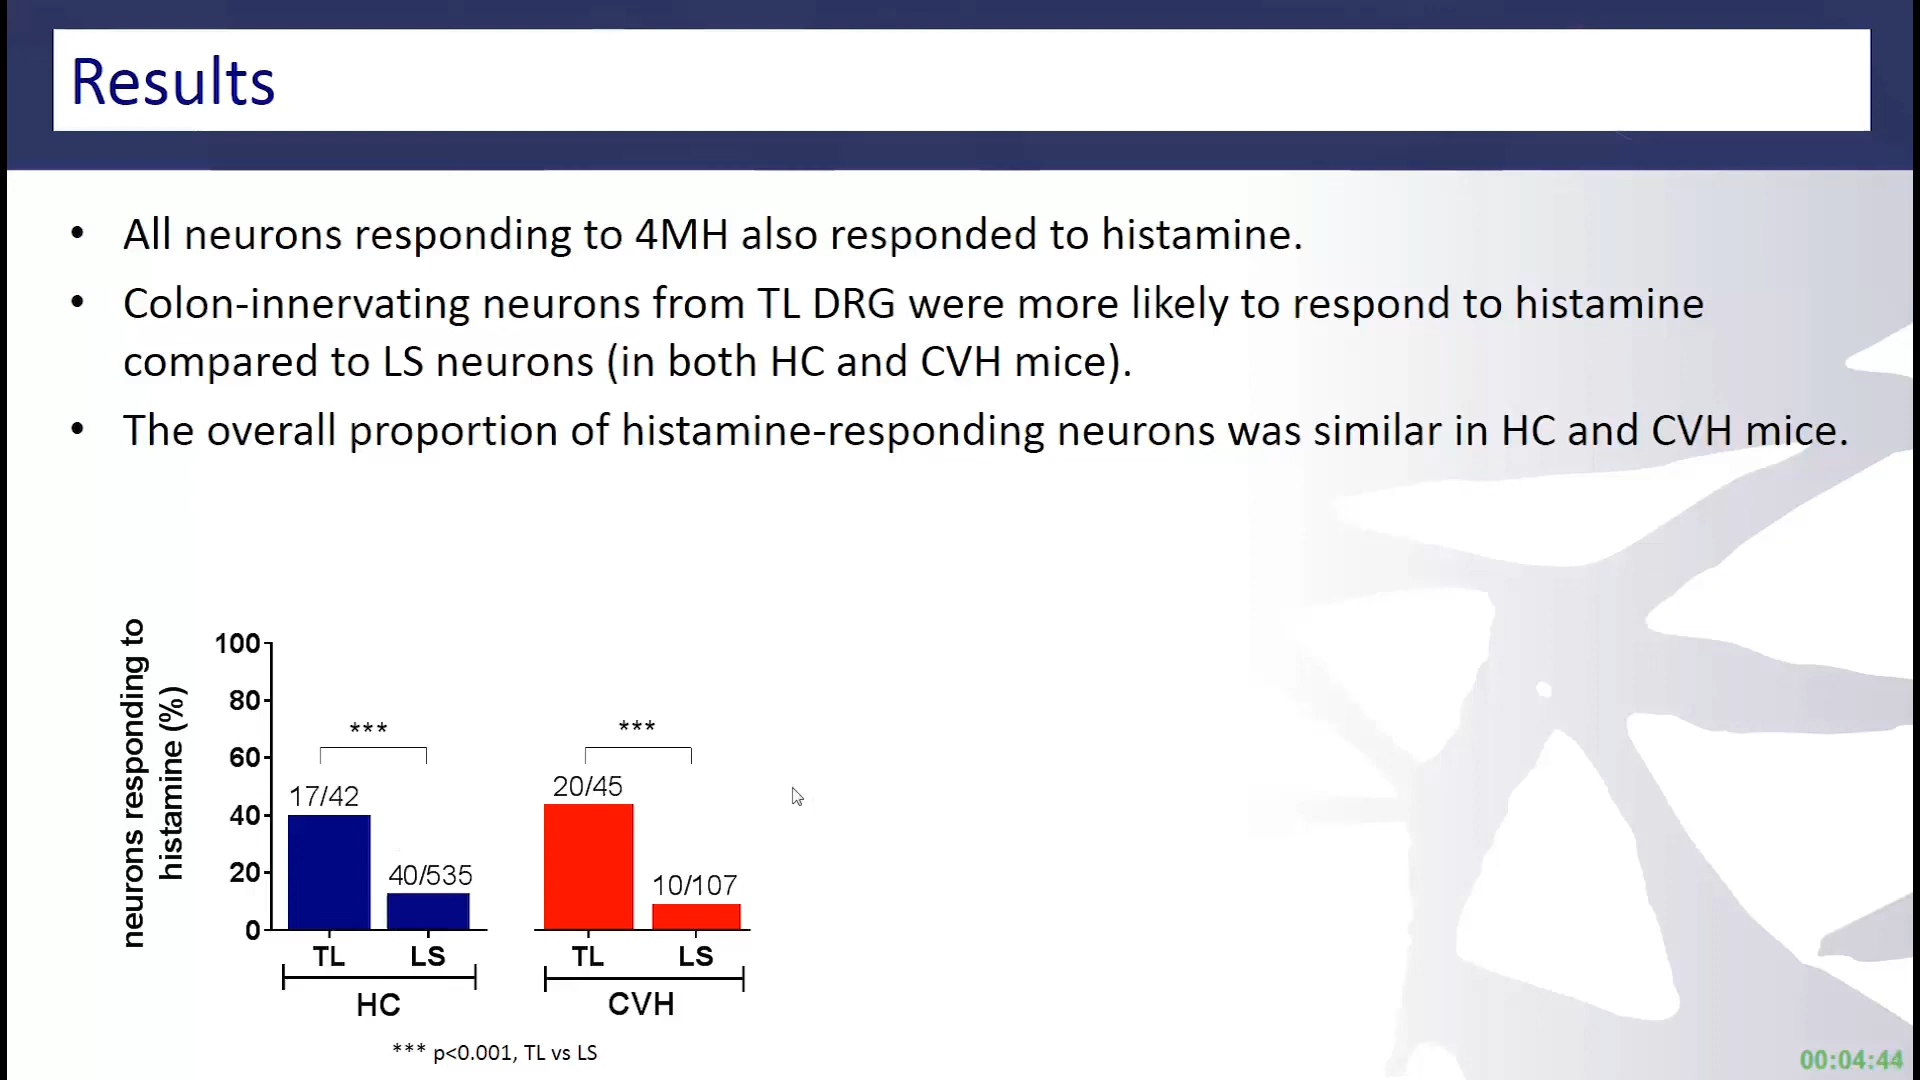 Results
• All neurons responding to 4MH also responded to histamine.
• Colon-innervating neurons from TL DRG were more likely to respond to histamine
compared to LS neurons (in both HC and CVH mice).
• The overall proportion of histamine-responding neurons was similar in HC and CVH mice.
neurons responding to
histamine (%)
100
80
60
40
20
0
***
***
17/42
40/535
20/45
10/107
TL
LS
TL
LS
HC
CVH
*** p<0.001, TL vs LS
00:04:44